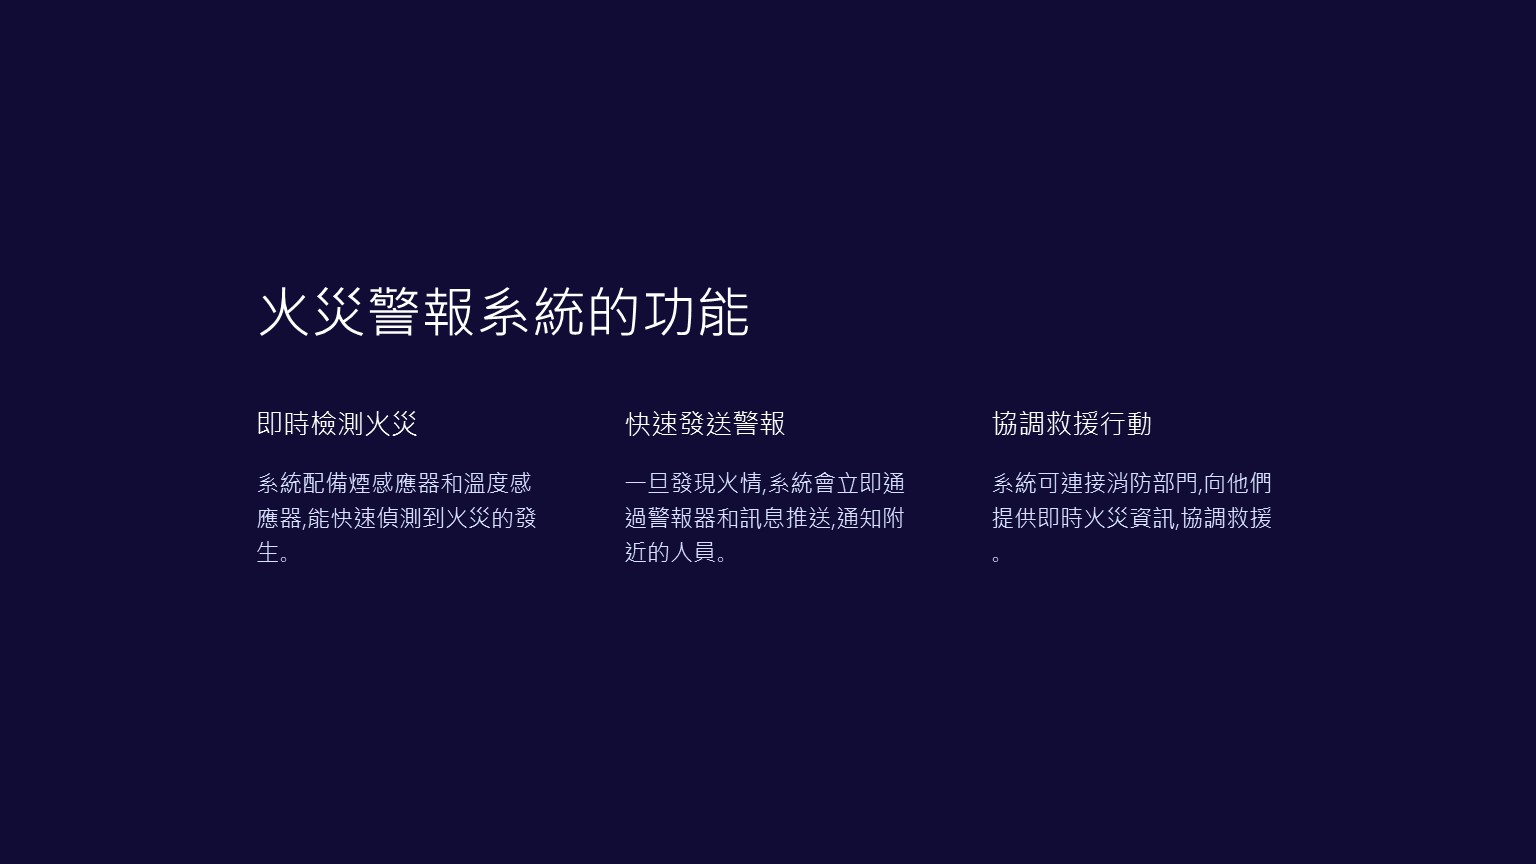 火災警報系統的功能
即時檢測火災
系統配備煙感應器和溫度感
應器,能快速偵測到火災的發
生。
快速發送警報
一旦發現火情,系統會立即通
過警報器和訊息推送,通知附
近的人員。
協調救援行動
系統可連接消防部門,向他們
提供即時火災資訊,協調救援
。